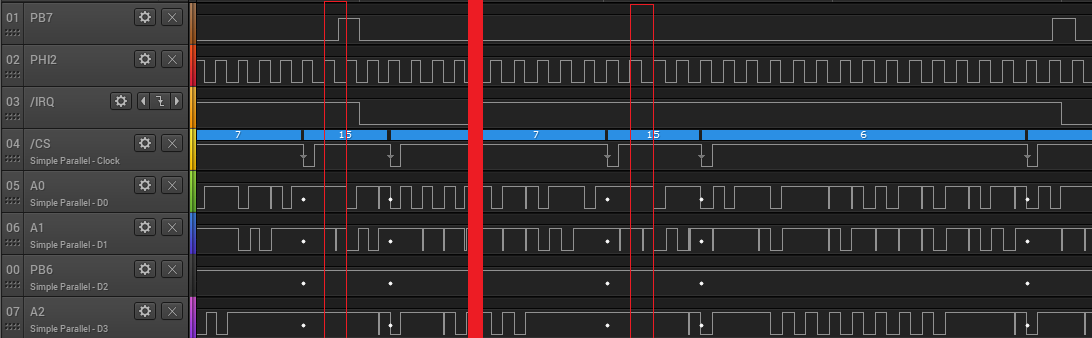 01 PB7
02 PHI2
03 /IRQ
7 15 7 15 6
04 /CS
Simple Parallel - Clock
05 A0
Simple Parallel - D0
06 A1
Simple Parallel - D1
00 PB6
Simple Parallel - D2
07 A2
Simple Parallel - D3